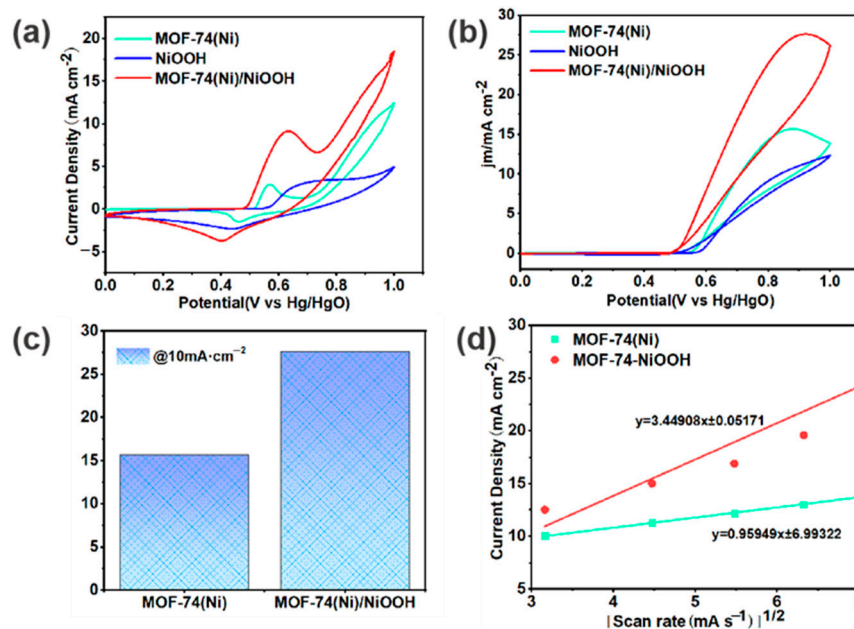 (a)
MOF-74(Ni)
NiOOH
MOF-74(Ni)/NiOOH
Current Density (mA cm⁻²)
20
15
10
5
0
−5
0.0 0.2 0.4 0.6 0.8 1.0
Potential(V vs Hg/HgO)
(b)
MOF-74(Ni)
NiOOH
MOF-74(Ni)/NiOOH
jm/mA cm⁻²
30
25
20
15
10
5
0
0.0 0.2 0.4 0.6 0.8 1.0
Potential(V vs Hg/HgO)
(c)
@10mA·cm⁻²
30
25
20
15
10
5
0
MOF-74(Ni) MOF-74(Ni)/NiOOH
(d)
MOF-74(Ni)
MOF-74-NiOOH
Current Density (mA cm⁻²)
30
25
20
15
10
5
y=3.44908x±0.05171
y=0.95949x±6.99322
3 4 5 6
[Scan rate (mA s⁻¹) ]¹/²